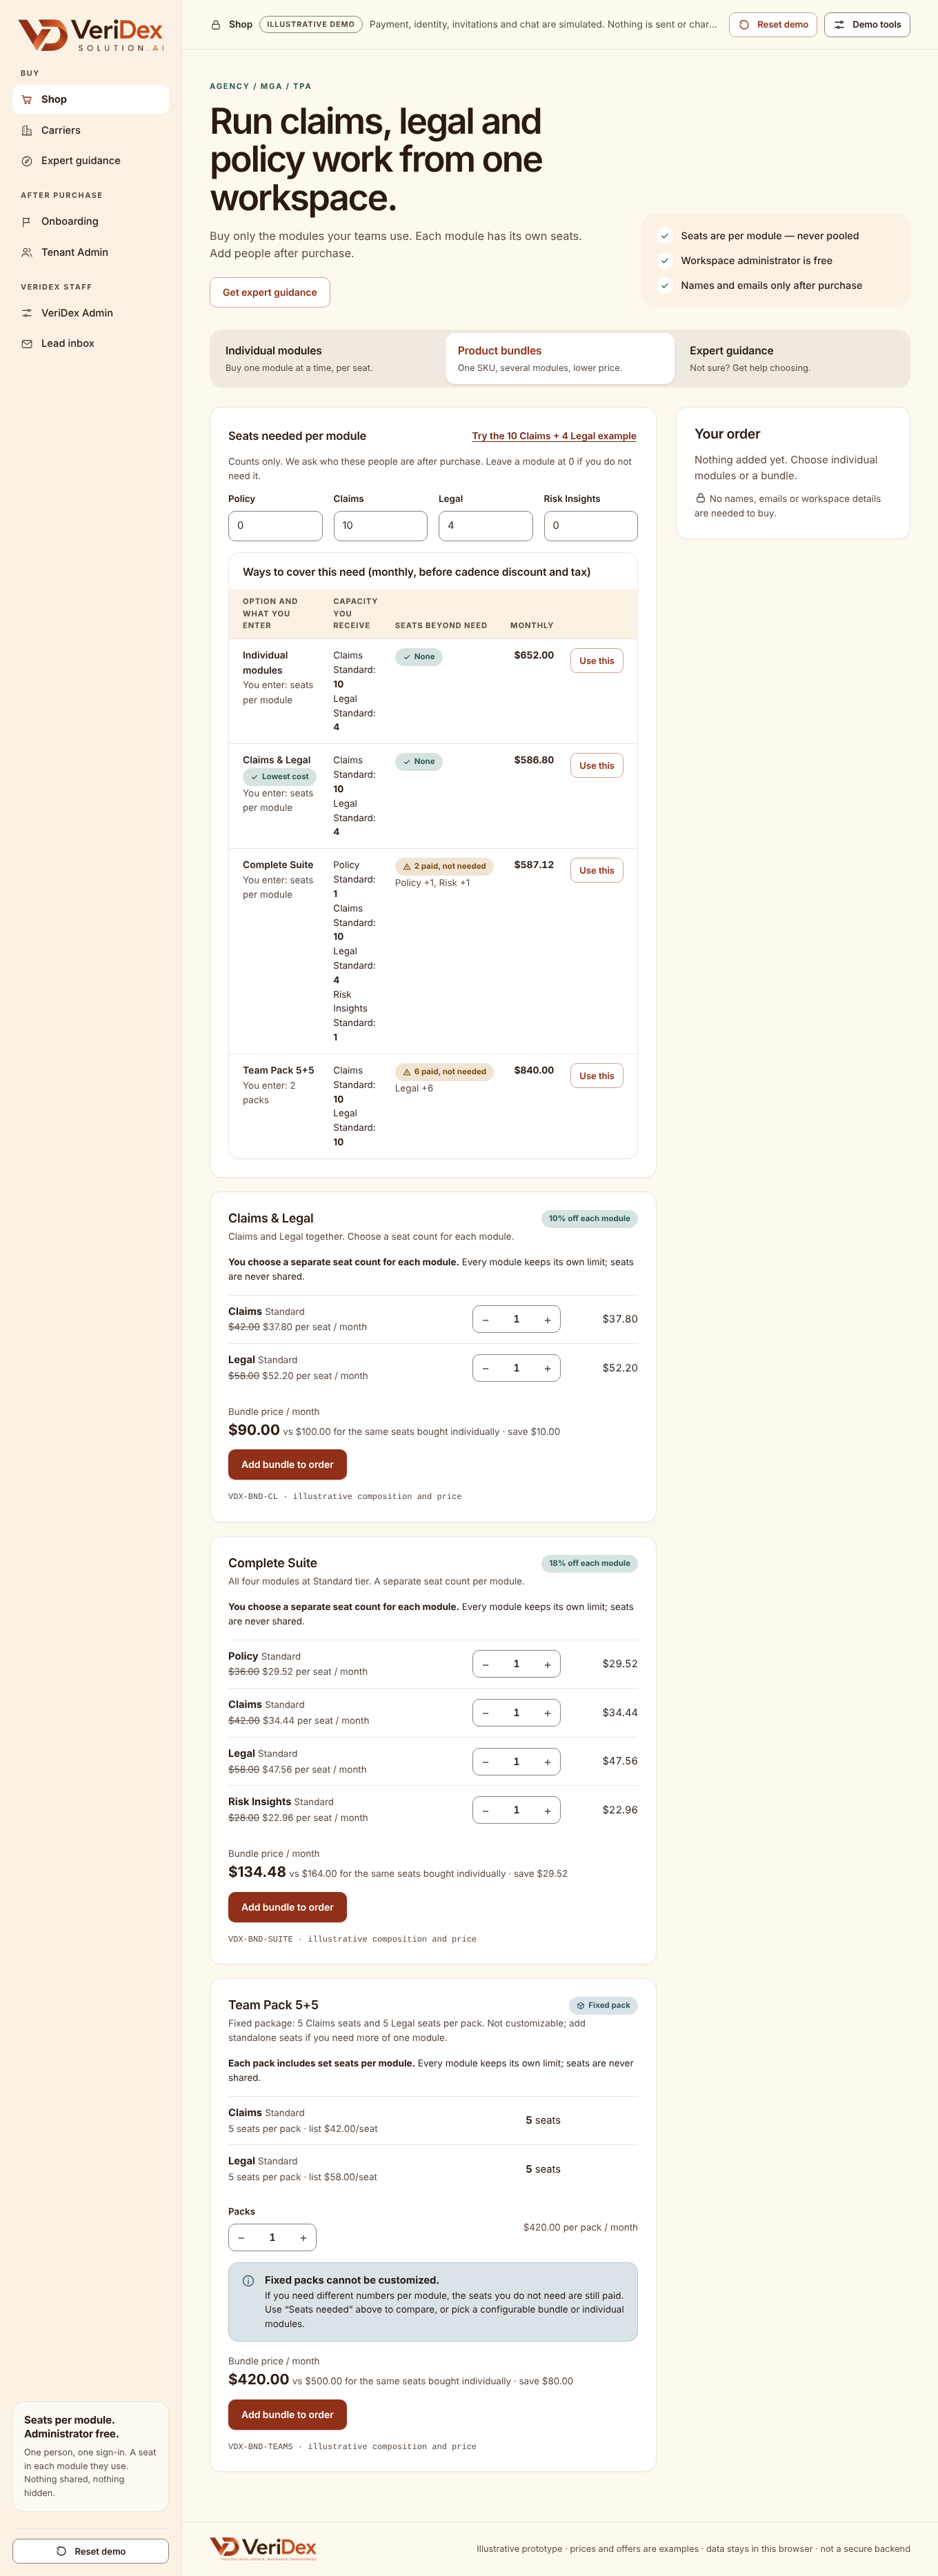 VeriDex
SOLUTION.AI
BUY
Shop
Carriers
Expert guidance
AFTER PURCHASE
Onboarding
Tenant Admin
VERIDEX STAFF
VeriDex Admin
Lead inbox
Seats per module.
Administrator free.
One person, one sign-in. A seat
in each module they use.
Nothing shared, nothing
hidden.
Reset demo
Shop
ILLUSTRATIVE DEMO
Payment, identity, invitations and chat are simulated. Nothing is sent or char...
Reset demo
Demo tools
AGENCY / MGA / TPA
Run claims, legal and
policy work from one
workspace.
Buy only the modules your teams use. Each module has its own seats.
Add people after purchase.
Get expert guidance
Seats are per module — never pooled
Workspace administrator is free
Names and emails only after purchase
Individual modules
Buy one module at a time, per seat.
Product bundles
One SKU, several modules, lower price.
Expert guidance
Not sure? Get help choosing.
Seats needed per module
Try the 10 Claims + 4 Legal example
Counts only. We ask who these people are after purchase. Leave a module at 0 if you do not
need it.
Policy
Claims
Legal
Risk Insights
0
10
4
0
Ways to cover this need (monthly, before cadence discount and tax)
OPTION AND
WHAT YOU
ENTER
CAPACITY
YOU
RECEIVE
SEATS BEYOND NEED
MONTHLY
Individual
modules
You enter: seats
per module
Claims
Standard:
10
Legal
Standard:
4
None
$652.00
Use this
Claims & Legal
Lowest cost
You enter: seats
per module
Claims
Standard:
10
Legal
Standard:
4
None
$586.80
Use this
Complete Suite
You enter: seats
per module
Policy
Standard:
1
Claims
Standard:
10
Legal
Standard:
4
Risk
Insights
Standard:
1
2 paid, not needed
Policy +1, Risk +1
$587.12
Use this
Team Pack 5+5
You enter: 2
packs
Claims
Standard:
10
Legal
Standard:
10
6 paid, not needed
Legal +6
$840.00
Use this
Claims & Legal
10% off each module
Claims and Legal together. Choose a seat count for each module.
You choose a separate seat count for each module. Every module keeps its own limit; seats
are never shared.
Claims Standard
$42.00 $37.80 per seat / month
− 1 +
$37.80
Legal Standard
$58.00 $52.20 per seat / month
− 1 +
$52.20
Bundle price / month
$90.00 vs $100.00 for the same seats bought individually · save $10.00
Add bundle to order
VDX-BND-CL · illustrative composition and price
Complete Suite
18% off each module
All four modules at Standard tier. A separate seat count per module.
You choose a separate seat count for each module. Every module keeps its own limit; seats
are never shared.
Policy Standard
$36.00 $29.52 per seat / month
− 1 +
$29.52
Claims Standard
$42.00 $34.44 per seat / month
− 1 +
$34.44
Legal Standard
$58.00 $47.56 per seat / month
− 1 +
$47.56
Risk Insights Standard
$28.00 $22.96 per seat / month
− 1 +
$22.96
Bundle price / month
$134.48 vs $164.00 for the same seats bought individually · save $29.52
Add bundle to order
VDX-BND-SUITE · illustrative composition and price
Team Pack 5+5
Fixed pack
Fixed package: 5 Claims seats and 5 Legal seats per pack. Not customizable; add
standalone seats if you need more of one module.
Each pack includes set seats per module. Every module keeps its own limit; seats are never
shared.
Claims Standard
5 seats per pack · list $42.00/seat
5 seats
Legal Standard
5 seats per pack · list $58.00/seat
5 seats
Packs
− 1 +
$420.00 per pack / month
Fixed packs cannot be customized.
If you need different numbers per module, the seats you do not need are still paid.
Use “Seats needed” above to compare, or pick a configurable bundle or individual
modules.
Bundle price / month
$420.00 vs $500.00 for the same seats bought individually · save $80.00
Add bundle to order
VDX-BND-TEAM5 · illustrative composition and price
Your order
Nothing added yet. Choose individual
modules or a bundle.
No names, emails or workspace details
are needed to buy.
VeriDex
Illustrative prototype · prices and offers are examples · data stays in this browser · not a secure backend